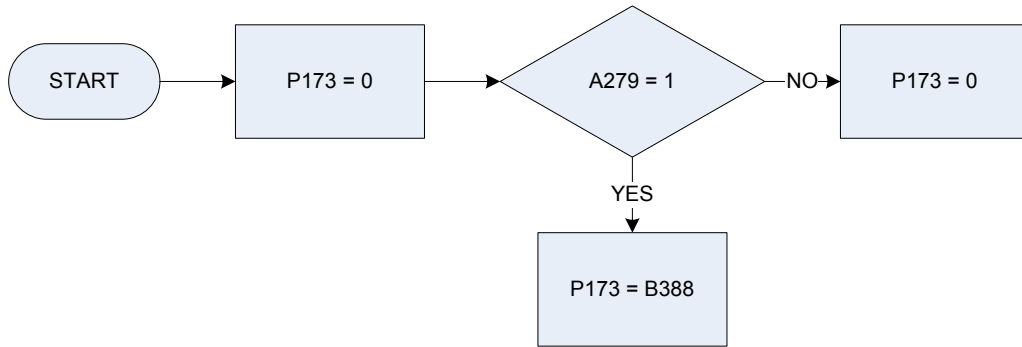 START
P173 = 0
A279 = 1
NO
P173 = 0
YES
P173 = B388